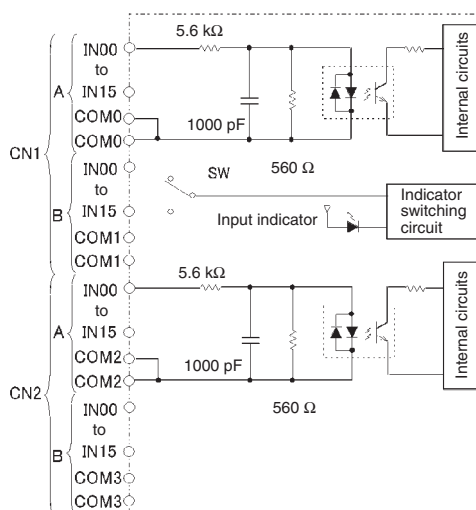 IN00
to
IN15
COM0
COM0
A
CN1
IN00
to
IN15
COM1
COM1
B
5.6 kΩ
1000 pF
560 Ω
Internal circuits
SW
Input indicator
Indicator
switching
circuit
IN00
to
IN15
COM2
COM2
A
CN2
IN00
to
IN15
COM3
COM3
B
5.6 kΩ
1000 pF
560 Ω
Internal circuits